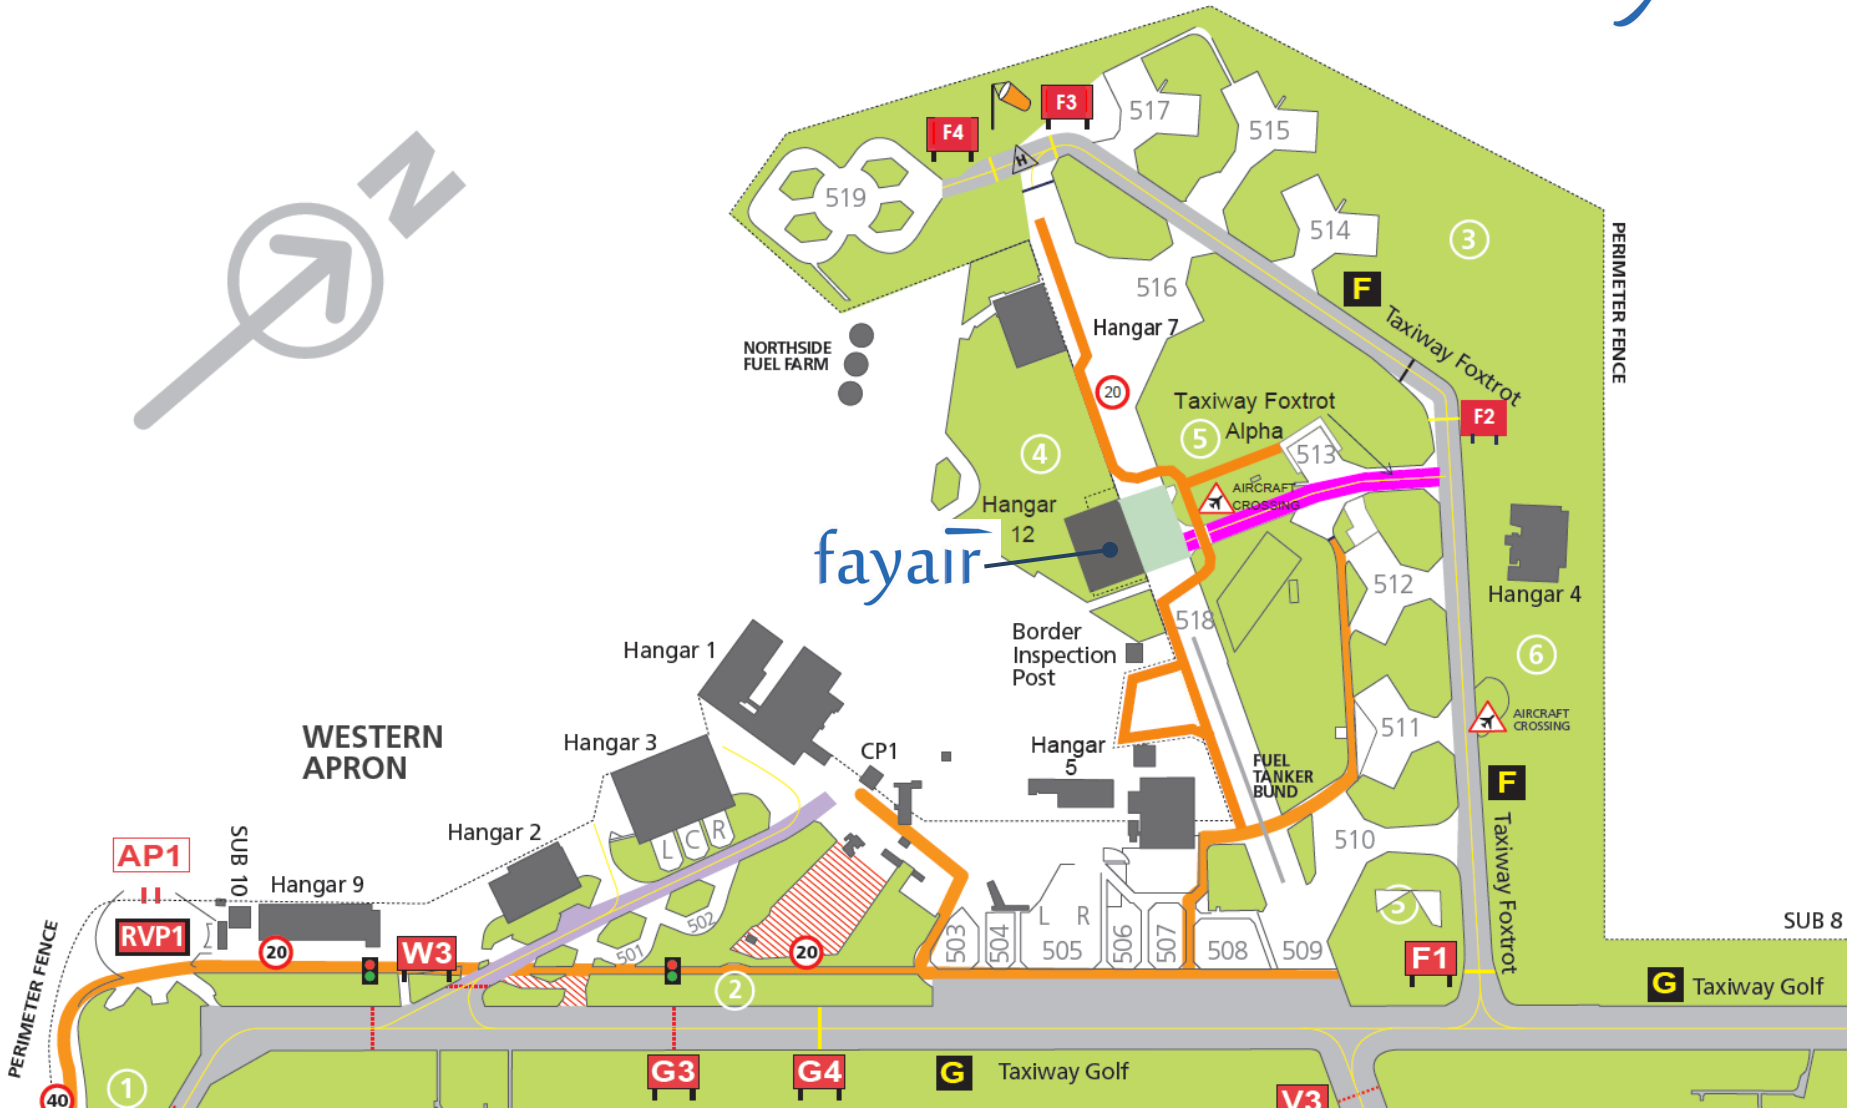 F3
F4
517
515
519
514
3
N
H
516
F
Taxiway Foxtrot
PERIMETER FENCE
Hangar 7
NORTHSIDE
FUEL FARM
20
Taxiway Foxtrot
Alpha
F2
5
4
513
Hangar
12
AIRCRAFT
CROSSING
fayair
512
Hangar 4
518
Border
Inspection
Post
Hangar 1
6
511
AIRCRAFT
CROSSING
WESTERN
APRON
Hangar 3
CP1
Hangar
5
FUEL
TANKER
BUND
F
Hangar 2
L C R
510
Taxiway Foxtrot
AP1
SUB 10
Hangar 9
5
502
501
503
504
L R
505
506
507
508
509
SUB 8
RVP1
20
W3
20
F1
PERIMETER FENCE
2
G
Taxiway Golf
G3
G4
G
Taxiway Golf
1
40
V3